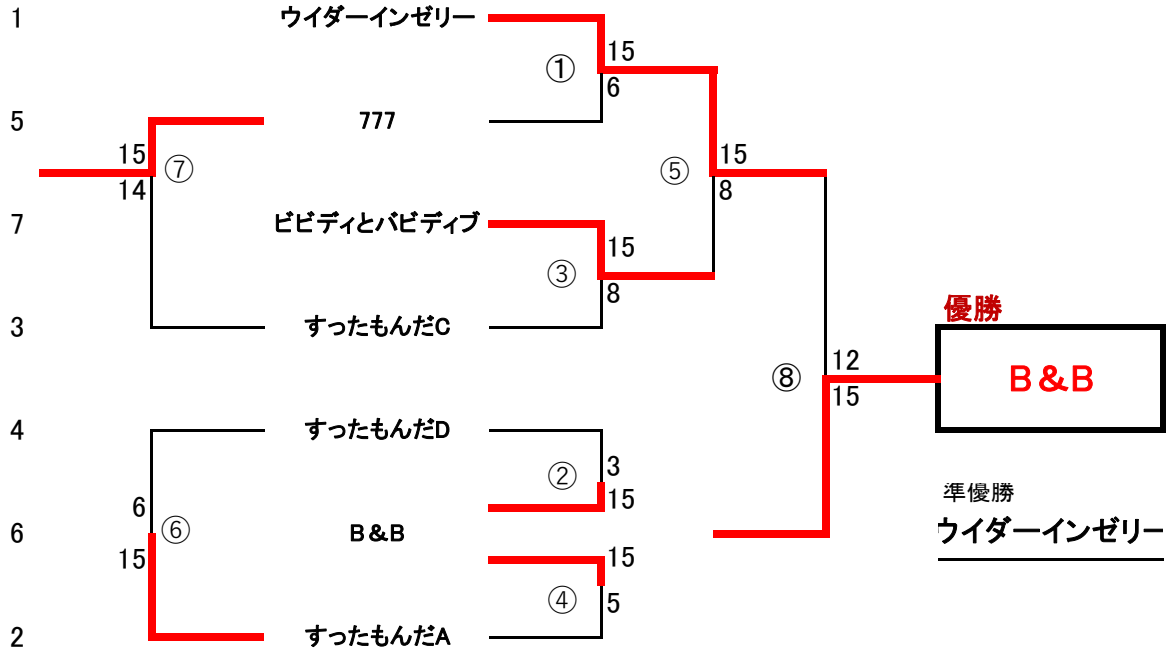 1 ウイダーインゼリー
15
①
6
5 777
15
⑦
14
15
⑤
8
7 ビビディとバビディブ
15
③
8
3 すったもんだC
優勝
B&B
12
⑧
15
4 すったもんだD
3
②
15
6
⑥
15
準優勝
ウイダーインゼリー
6 B&B
15
④
5
2 すったもんだA